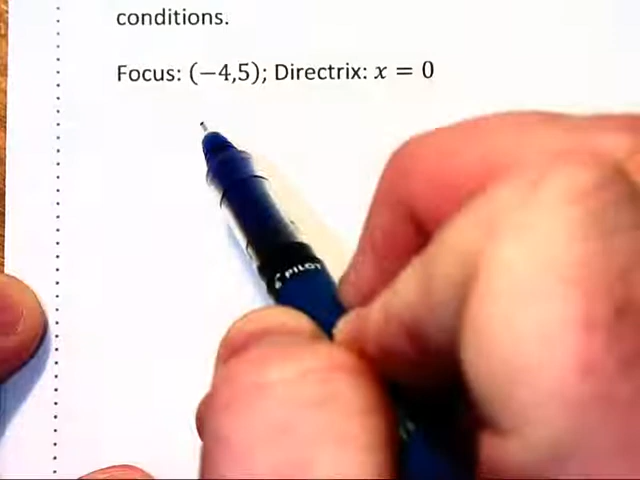 conditions.
Focus: (−4,5); Directrix: x = 0
PILOT